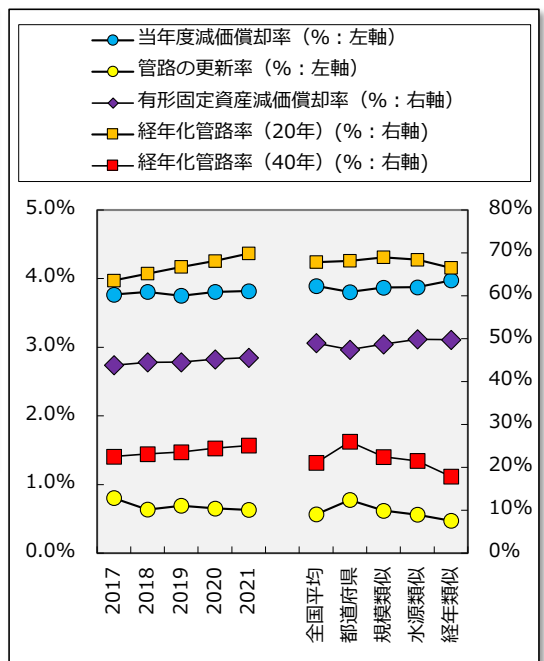 当年度減価償却率（%：左軸）
管路の更新率（%：左軸）
有形固定資産減価償却率（%：右軸）
経年化管路率（20年）(%：右軸)
経年化管路率（40年）(%：右軸)
5.0%
4.0%
3.0%
2.0%
1.0%
0.0%
80%
70%
60%
50%
40%
30%
20%
10%
0%
2017
2018
2019
2020
2021
全国平均
都道府県
規模類似
水源類似
経年類似